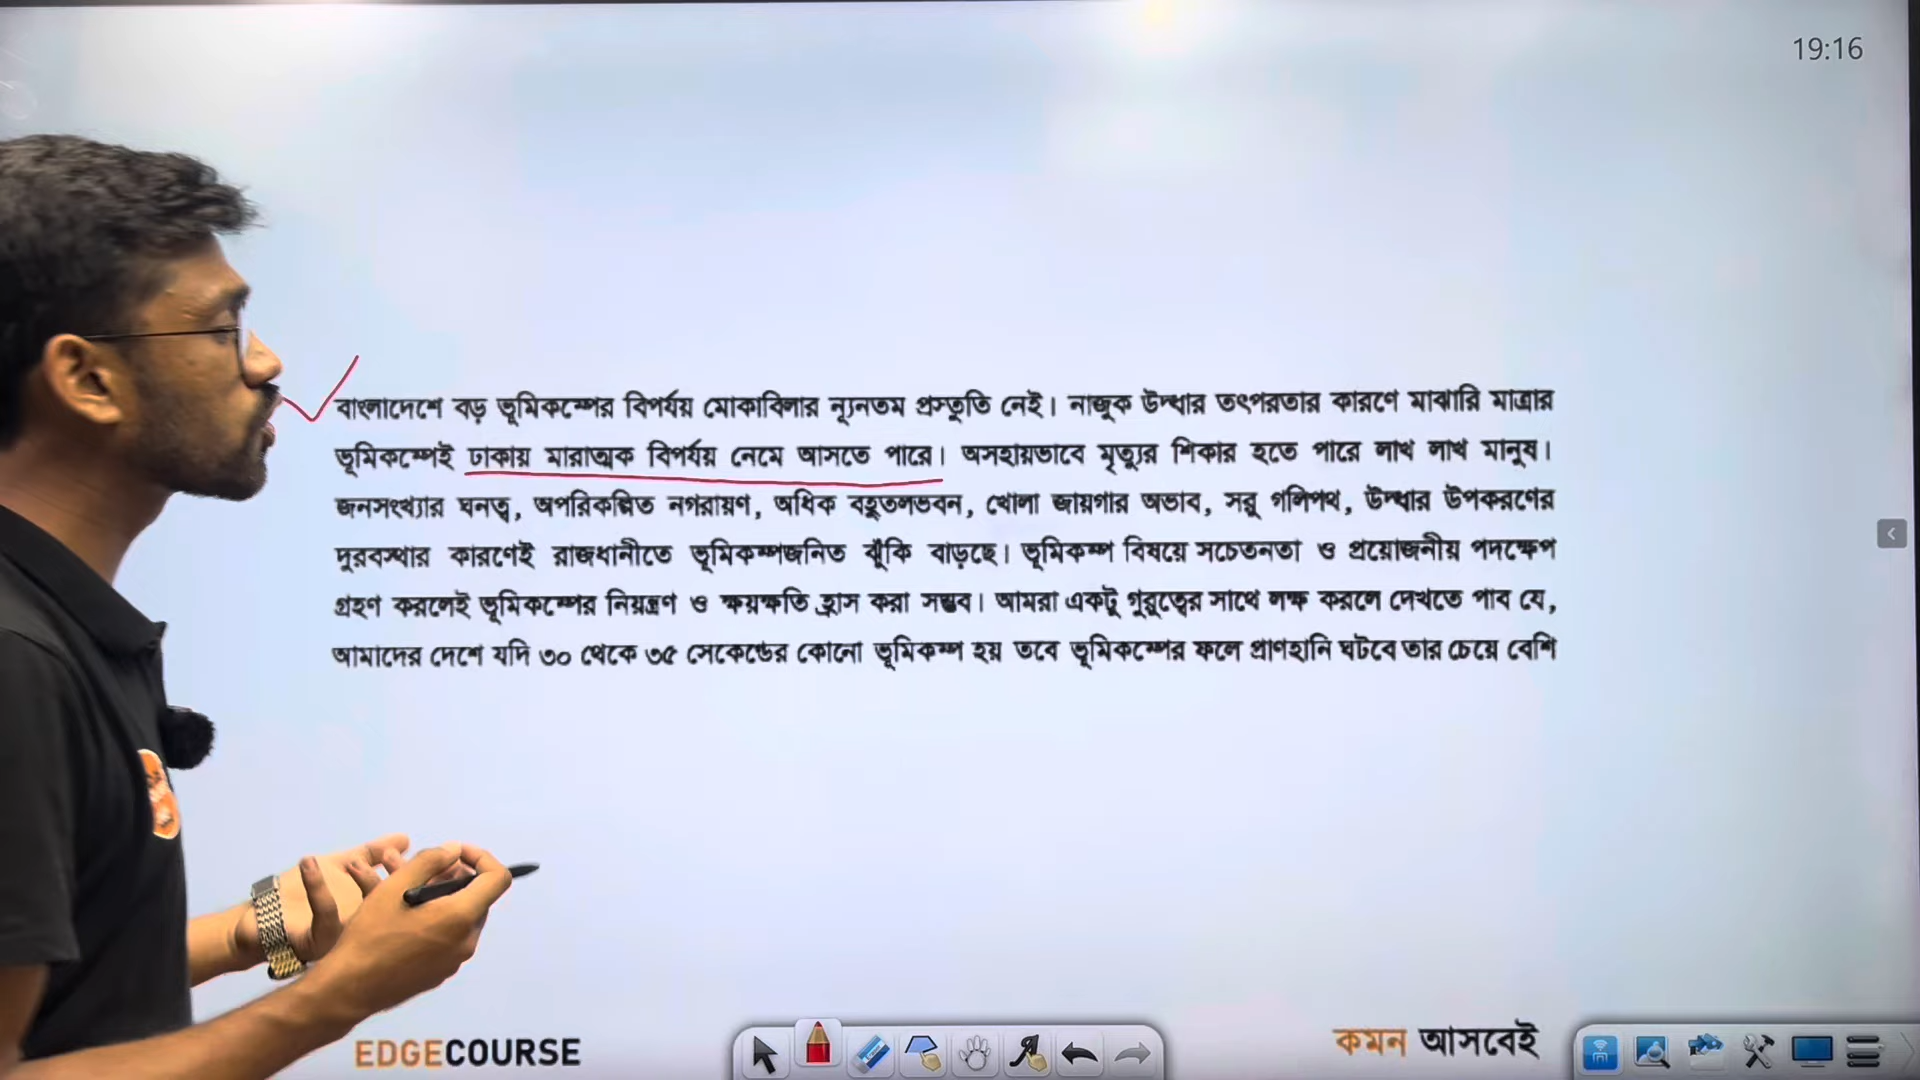 19:16
বাংলাদেশে বড় ভূমিকম্পের বিপর্যয় মোকাবিলার ন্যূনতম প্রস্তুতি নেই। নাজুক উদ্ধার তৎপরতার কারণে মাঝারি মাত্রার
ভূমিকম্পেই ঢাকায় মারাত্মক বিপর্যয় নেমে আসতে পারে। অসহায়ভাবে মৃত্যুর শিকার হতে পারে লাখ লাখ মানুষ।
জনসংখ্যার ঘনত্ব, অপরিকল্পিত নগরায়ণ, অধিক বহুতলভবন, খোলা জায়গার অভাব, সরু গলিপথ, উদ্ধার উপকরণের
দুরবস্থার কারণেই রাজধানীতে ভূমিকম্পজনিত ঝুঁকি বাড়ছে। ভূমিকম্প বিষয়ে সচেতনতা ও প্রয়োজনীয় পদক্ষেপ
গ্রহণ করলেই ভূমিকম্পের নিয়ন্ত্রণ ও ক্ষয়ক্ষতি হ্রাস করা সম্ভব। আমরা একটু গুরুত্বের সাথে লক্ষ করলে দেখতে পাব যে,
আমাদের দেশে যদি ৩০ থেকে ৩৫ সেকেন্ডের কোনো ভূমিকম্প হয় তবে ভূমিকম্পের ফলে প্রাণহানি ঘটবে তার চেয়ে বেশি
EDGECOURSE
কমন আসবেই